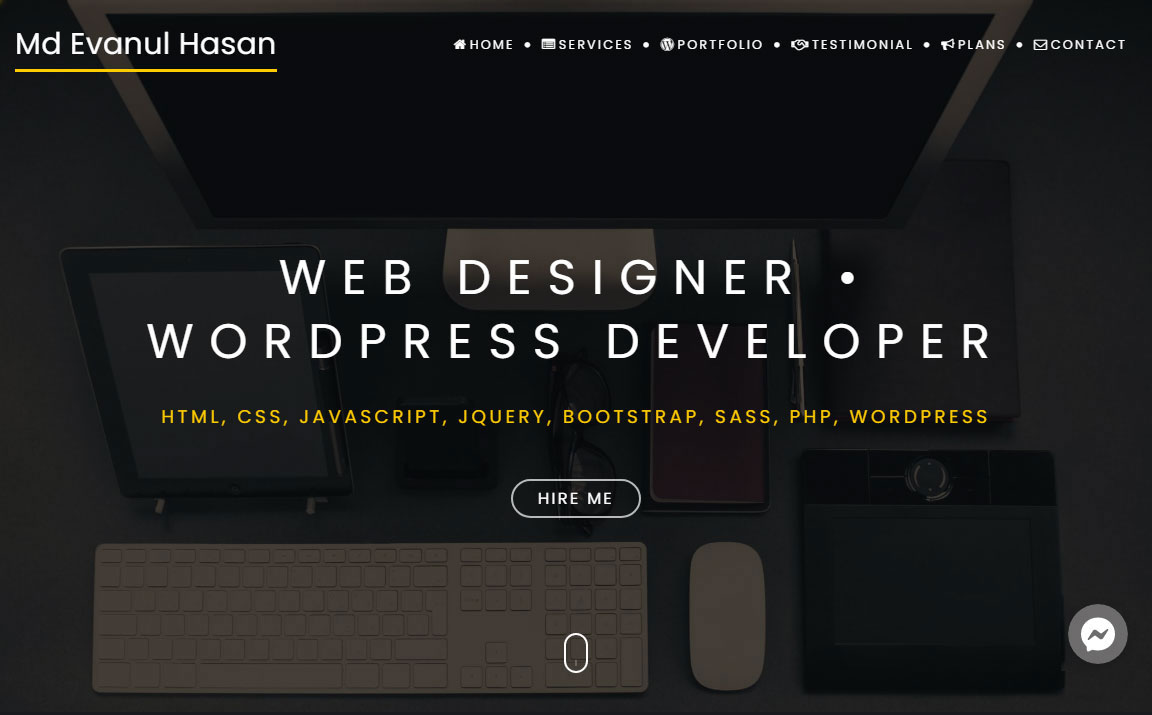 Md Evanul Hasan
HOME • SERVICES • PORTFOLIO • TESTIMONIAL • PLANS • CONTACT
WEB DESIGNER •
WORDPRESS DEVELOPER
HTML, CSS, JAVASCRIPT, JQUERY, BOOTSTRAP, SASS, PHP, WORDPRESS
HIRE ME